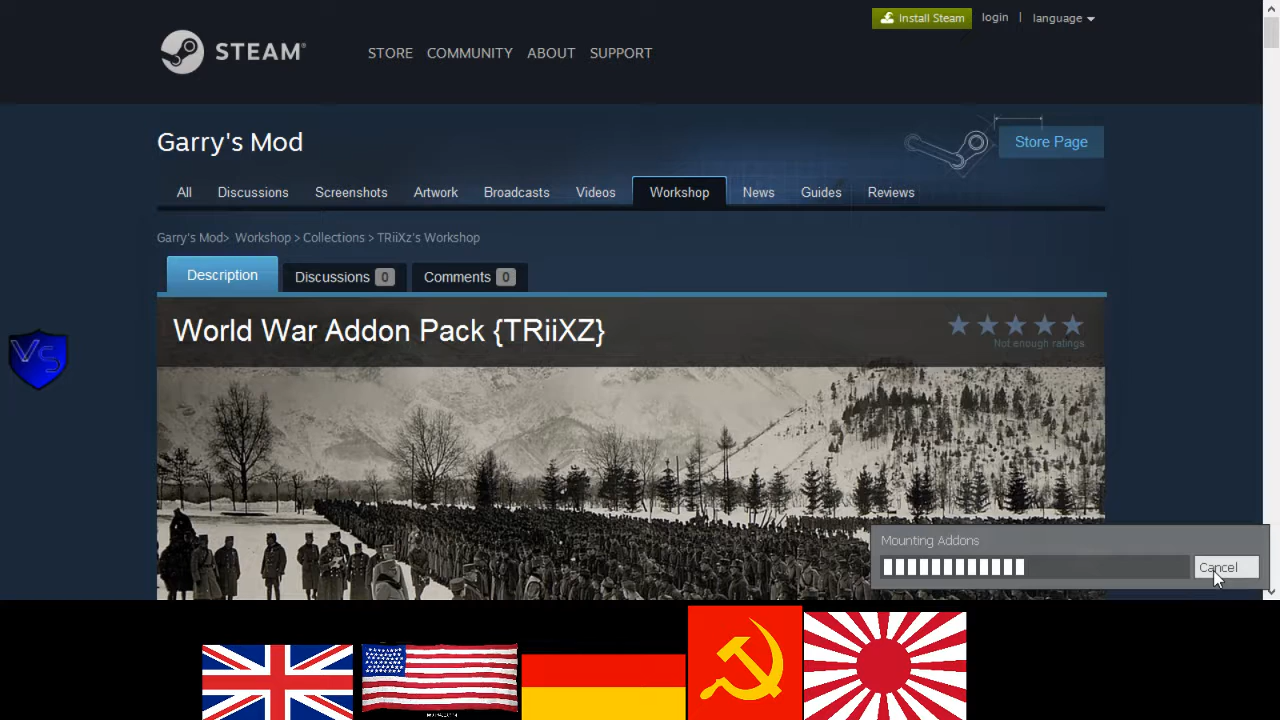 Install Steam
login | language
STEAM®
STORE COMMUNITY ABOUT SUPPORT
Garry's Mod
Store Page
All Discussions Screenshots Artwork Broadcasts Videos Workshop News Guides Reviews
Garry's Mod> Workshop > Collections > TRiiXz's Workshop
Description Discussions 0 Comments 0
World War Addon Pack {TRiiXZ}
Not enough ratings
VS
Mounting Addons
Cancel